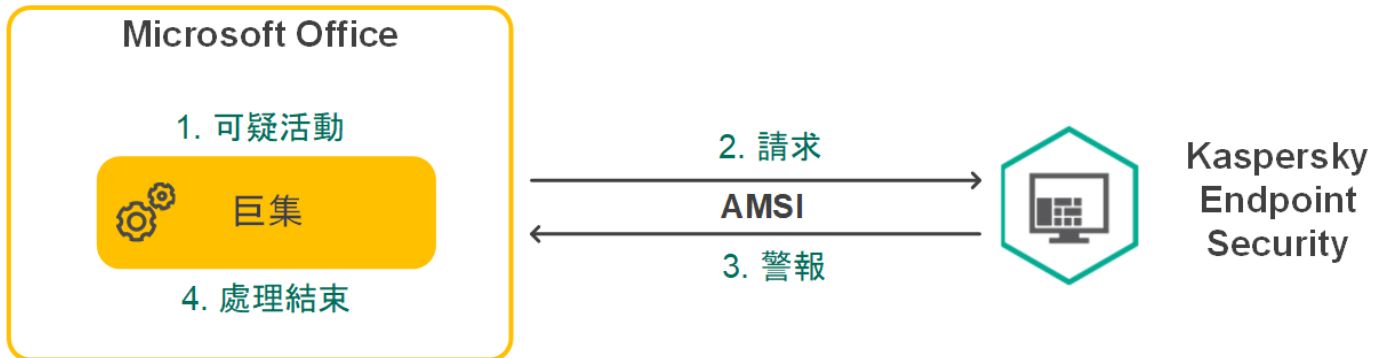 Microsoft Office
1. 可疑活動
巨集
4. 處理結束
2. 請求
AMSI
3. 警報
Kaspersky
Endpoint
Security